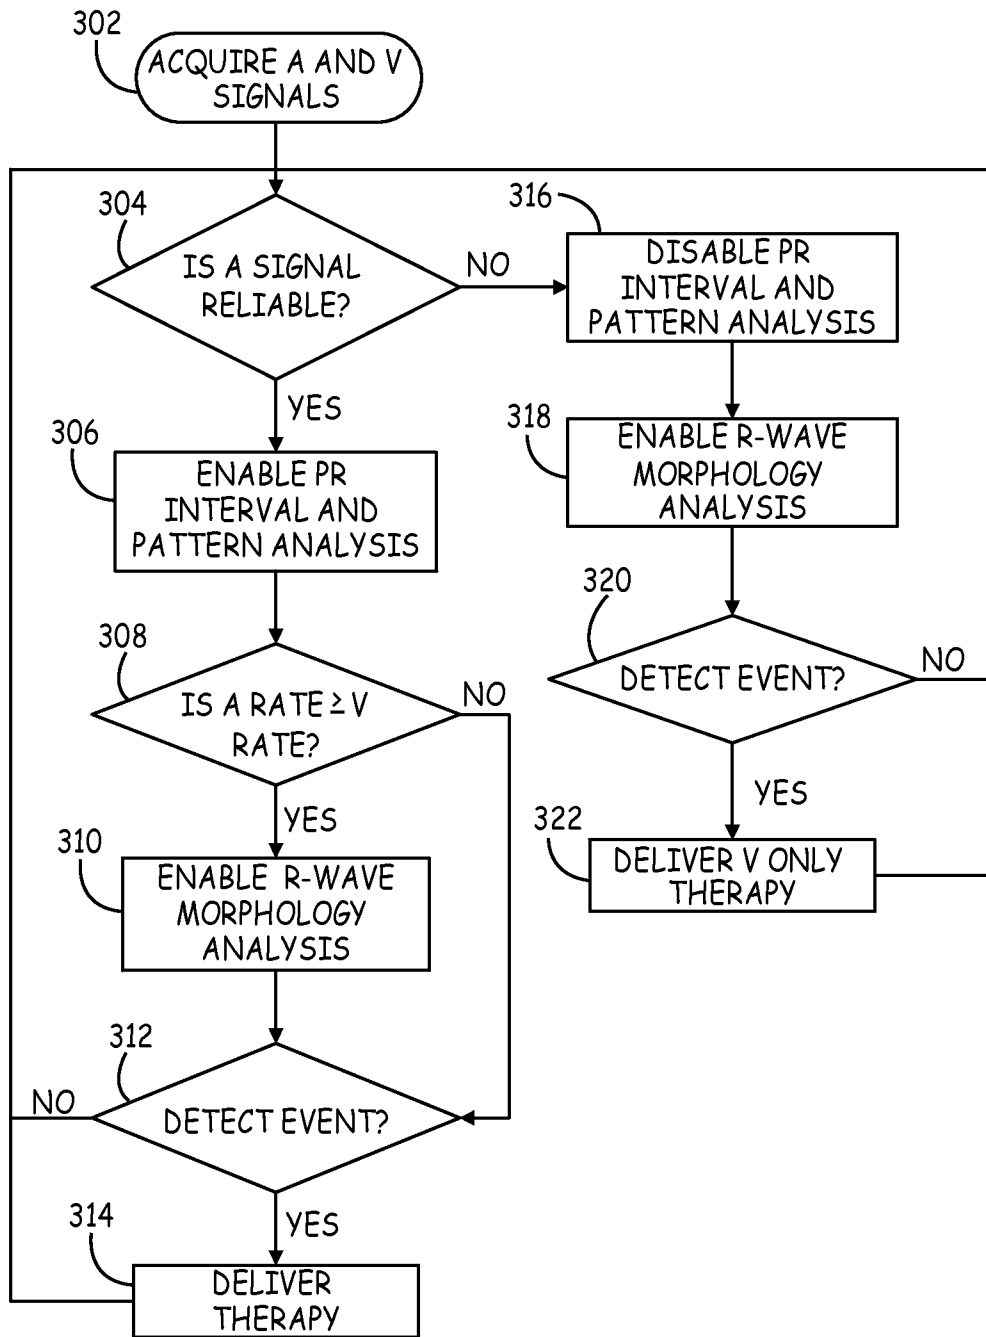 302
ACQUIRE A AND V
SIGNALS
304
IS A SIGNAL
RELIABLE?
NO
YES
316
DISABLE PR
INTERVAL AND
PATTERN ANALYSIS
306
ENABLE PR
INTERVAL AND
PATTERN ANALYSIS
318
ENABLE R-WAVE
MORPHOLOGY
ANALYSIS
308
IS A RATE ≥ V
RATE?
NO
YES
320
DETECT EVENT?
NO
YES
310
ENABLE R-WAVE
MORPHOLOGY
ANALYSIS
322
DELIVER V ONLY
THERAPY
312
DETECT EVENT?
NO
YES
314
DELIVER
THERAPY